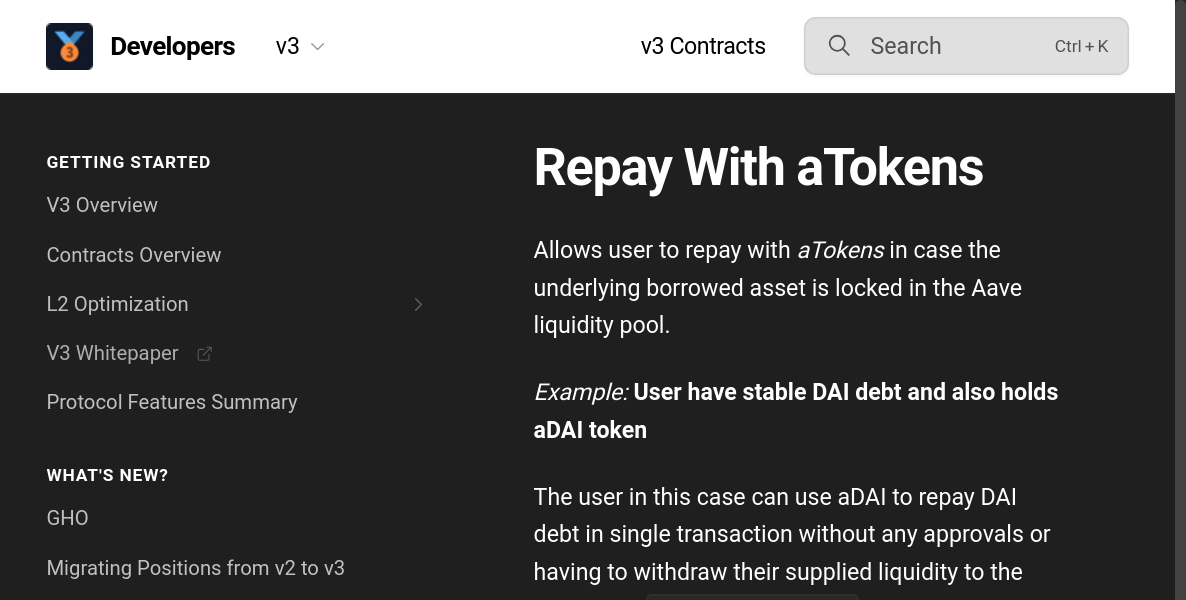 3
Developers
v3
v3 Contracts
Search
Ctrl + K
GETTING STARTED
V3 Overview
Contracts Overview
L2 Optimization
V3 Whitepaper
Protocol Features Summary
WHAT'S NEW?
GHO
Migrating Positions from v2 to v3
Repay With aTokens
Allows user to repay with aTokens in case the
underlying borrowed asset is locked in the Aave
liquidity pool.
Example: User have stable DAI debt and also holds
aDAI token
The user in this case can use aDAI to repay DAI
debt in single transaction without any approvals or
having to withdraw their supplied liquidity to the